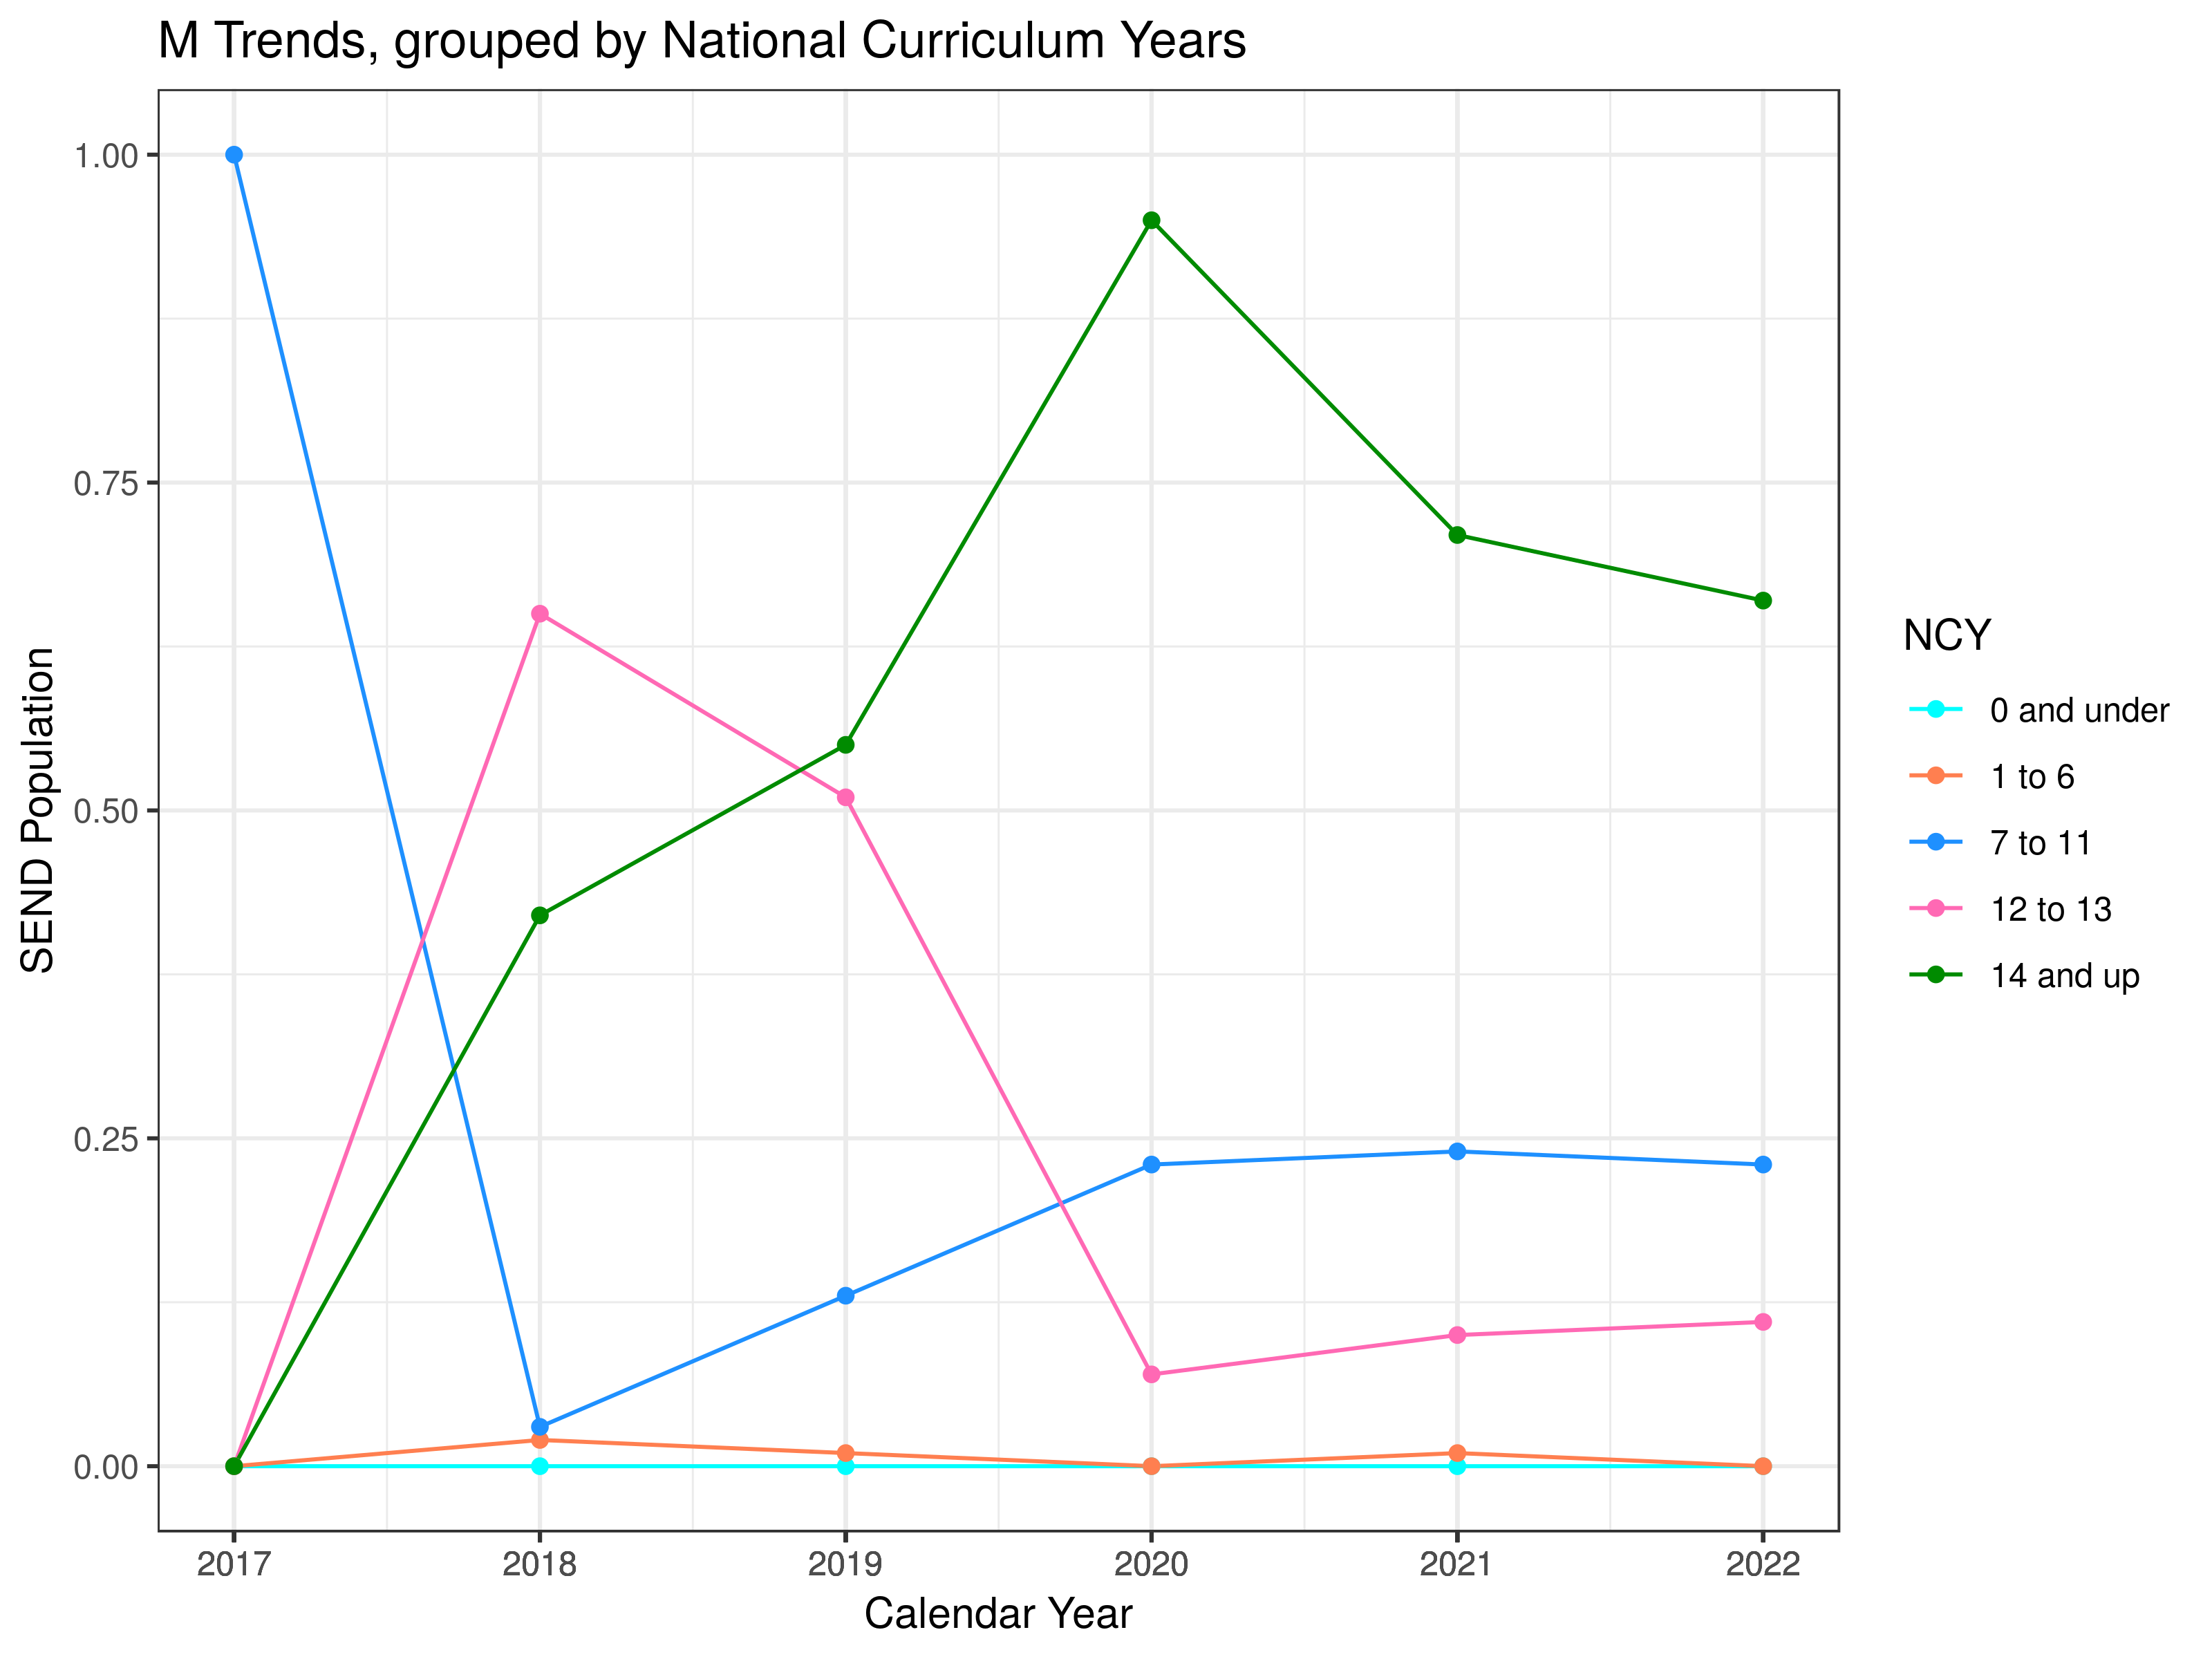 M Trends, grouped by National Curriculum Years
1.00
0.75
0.50
0.25
0.00
SEND Population
2017 2018 2019 2020 2021 2022
Calendar Year
NCY
0 and under
1 to 6
7 to 11
12 to 13
14 and up